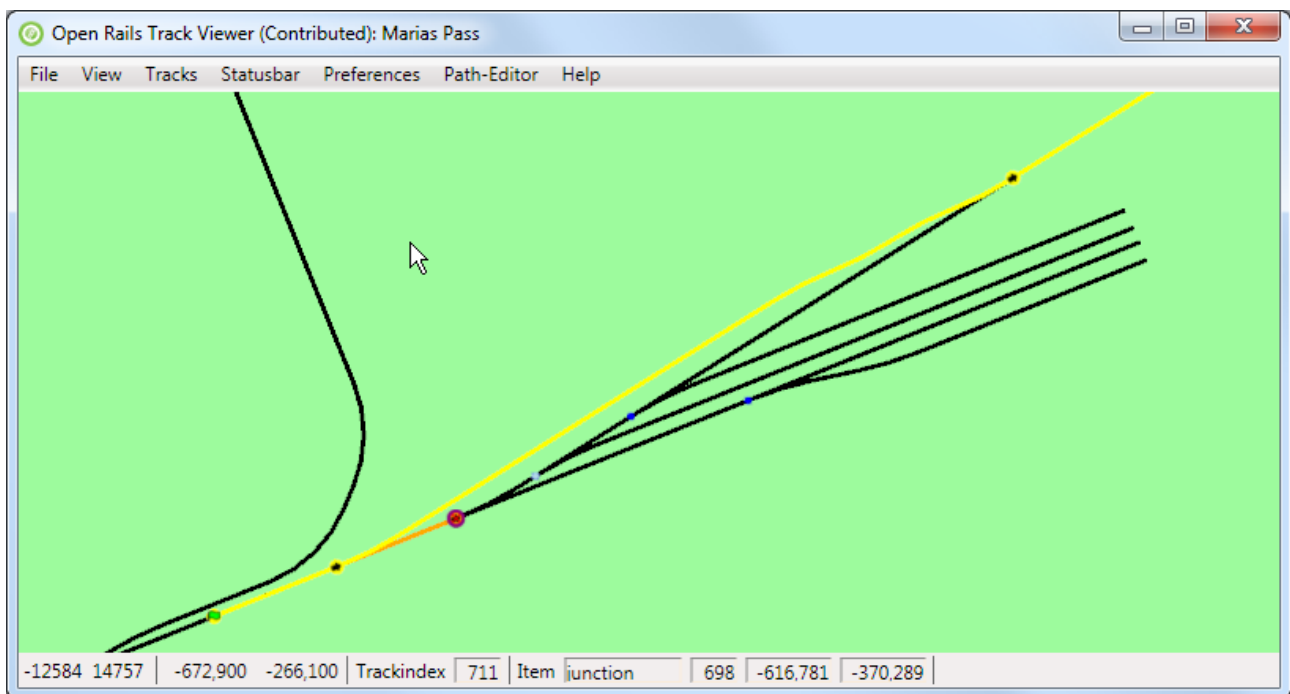 Open Rails Track Viewer (Contributed): Marias Pass
File View Tracks Statusbar Preferences Path-Editor Help
-12584 14757 -672,900 -266,100 Trackindex 711 Item junction 698 -616,781 -370,289